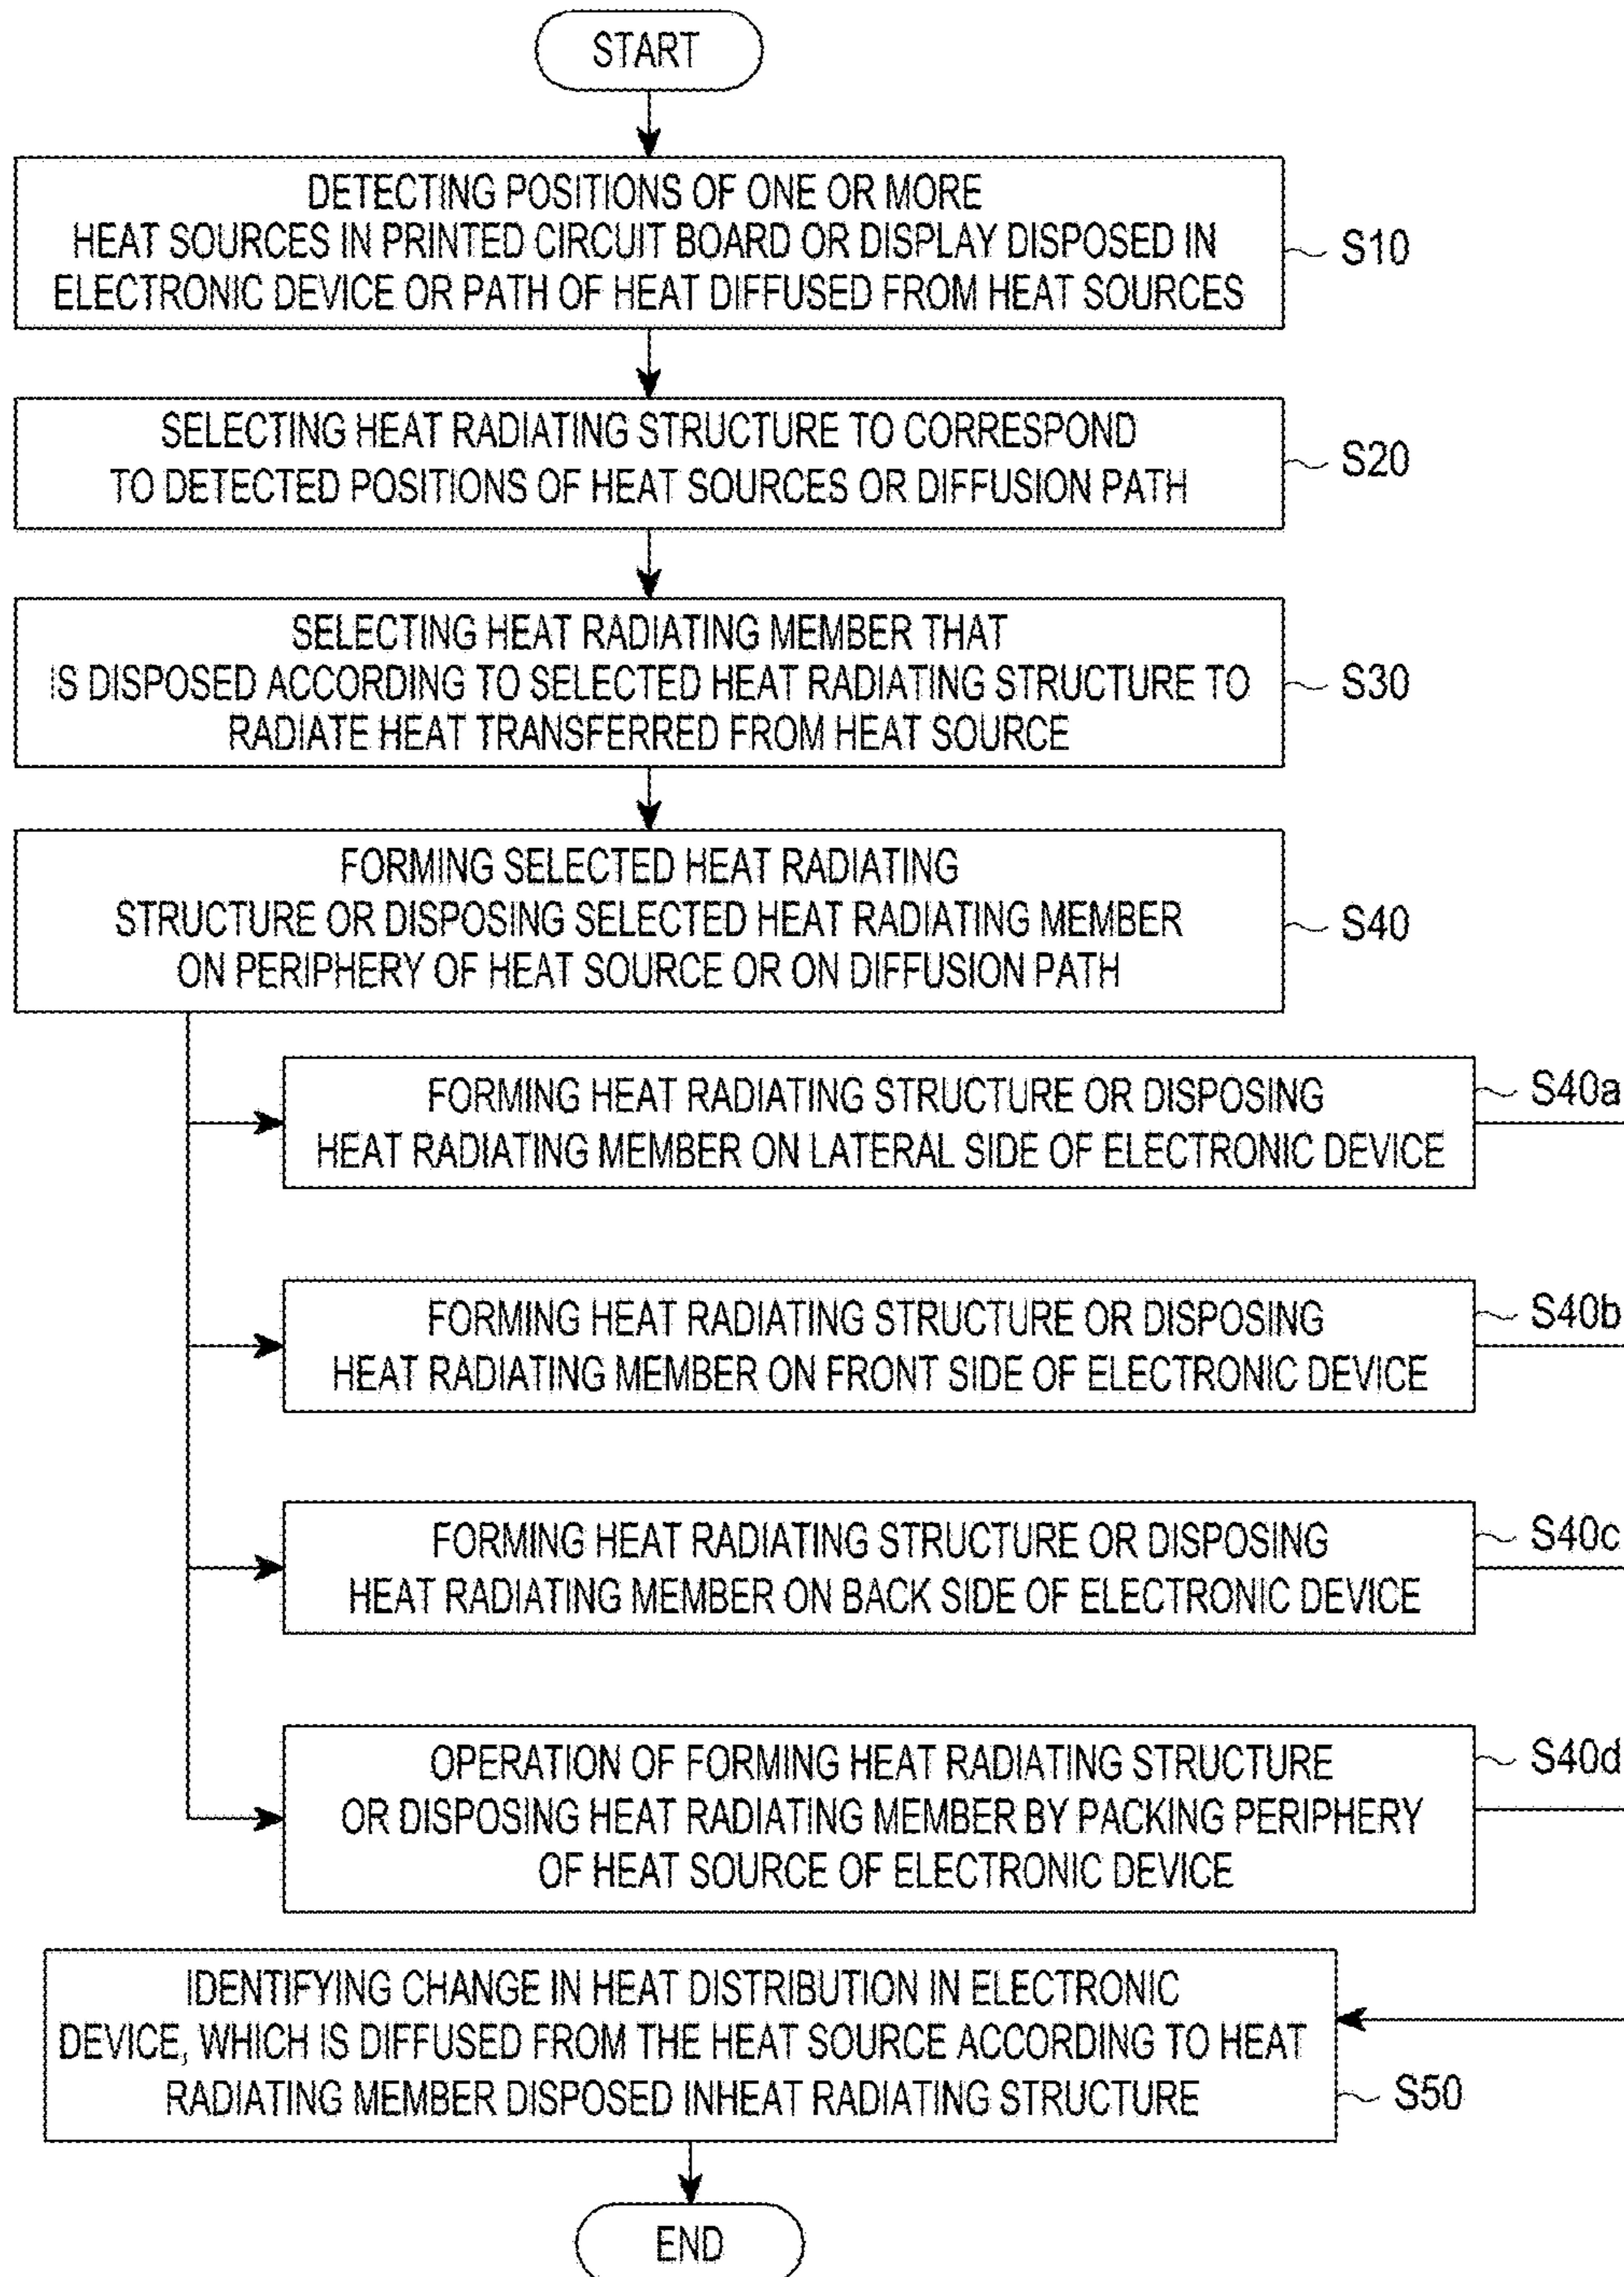 START
DETECTING POSITIONS OF ONE OR MORE
HEAT SOURCES IN PRINTED CIRCUIT BOARD OR DISPLAY DISPOSED IN
ELECTRONIC DEVICE OR PATH OF HEAT DIFFUSED FROM HEAT SOURCES
S10
SELECTING HEAT RADIATING STRUCTURE TO CORRESPOND
TO DETECTED POSITIONS OF HEAT SOURCES OR DIFFUSION PATH
S20
SELECTING HEAT RADIATING MEMBER THAT
IS DISPOSED ACCORDING TO SELECTED HEAT RADIATING STRUCTURE TO
RADIATE HEAT TRANSFERRED FROM HEAT SOURCE
S30
FORMING SELECTED HEAT RADIATING
STRUCTURE OR DISPOSING SELECTED HEAT RADIATING MEMBER
ON PERIPHERY OF HEAT SOURCE OR ON DIFFUSION PATH
S40
FORMING HEAT RADIATING STRUCTURE OR DISPOSING
HEAT RADIATING MEMBER ON LATERAL SIDE OF ELECTRONIC DEVICE
S40a
FORMING HEAT RADIATING STRUCTURE OR DISPOSING
HEAT RADIATING MEMBER ON FRONT SIDE OF ELECTRONIC DEVICE
S40b
FORMING HEAT RADIATING STRUCTURE OR DISPOSING
HEAT RADIATING MEMBER ON BACK SIDE OF ELECTRONIC DEVICE
S40c
OPERATION OF FORMING HEAT RADIATING STRUCTURE
OR DISPOSING HEAT RADIATING MEMBER BY PACKING PERIPHERY
OF HEAT SOURCE OF ELECTRONIC DEVICE
S40d
IDENTIFYING CHANGE IN HEAT DISTRIBUTION IN ELECTRONIC
DEVICE, WHICH IS DIFFUSED FROM THE HEAT SOURCE ACCORDING TO HEAT
RADIATING MEMBER DISPOSED INHEAT RADIATING STRUCTURE
S50
END